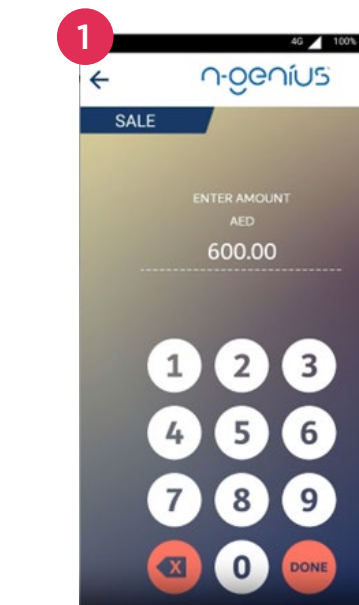 1
4G 100%
n-genius
SALE
ENTER AMOUNT
AED
600.00
1 2 3
4 5 6
7 8 9
X 0 DONE